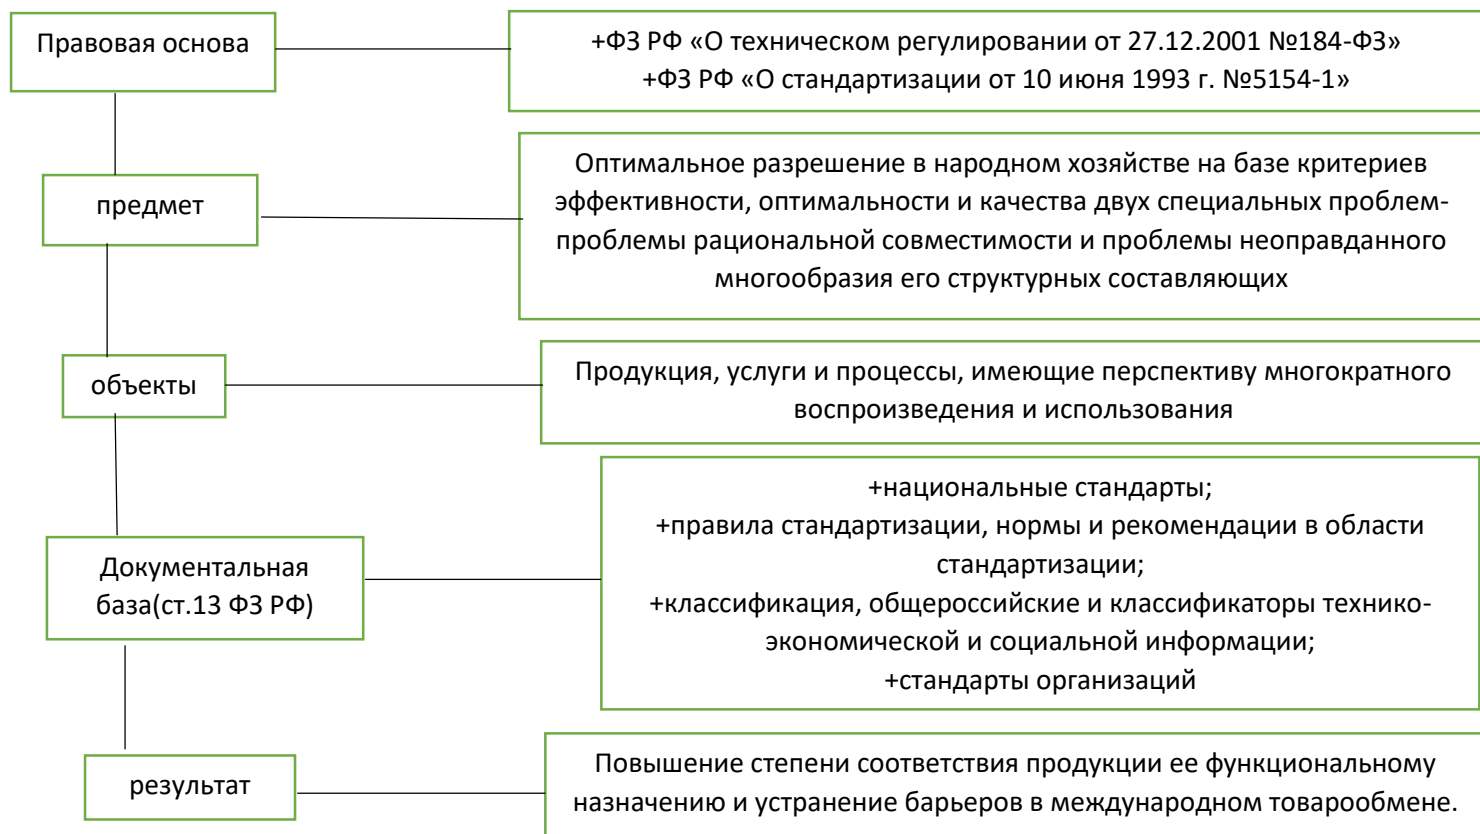 Правовая основа
+ФЗ РФ «О техническом регулировании от 27.12.2001 №184-ФЗ»
+ФЗ РФ «О стандартизации от 10 июня 1993 г. №5154-1»
предмет
Оптимальное разрешение в народном хозяйстве на базе критериев
эффективности, оптимальности и качества двух специальных проблем-
проблемы рациональной совместимости и проблемы неоправданного
многообразия его структурных составляющих
объекты
Продукция, услуги и процессы, имеющие перспективу многократного
воспроизведения и использования
Документальная
база(ст.13 ФЗ РФ)
+национальные стандарты;
+правила стандартизации, нормы и рекомендации в области
стандартизации;
+классификация, общероссийские и классификаторы технико-
экономической и социальной информации;
+стандарты организаций
результат
Повышение степени соответствия продукции ее функциональному
назначению и устранение барьеров в международном товарообмене.